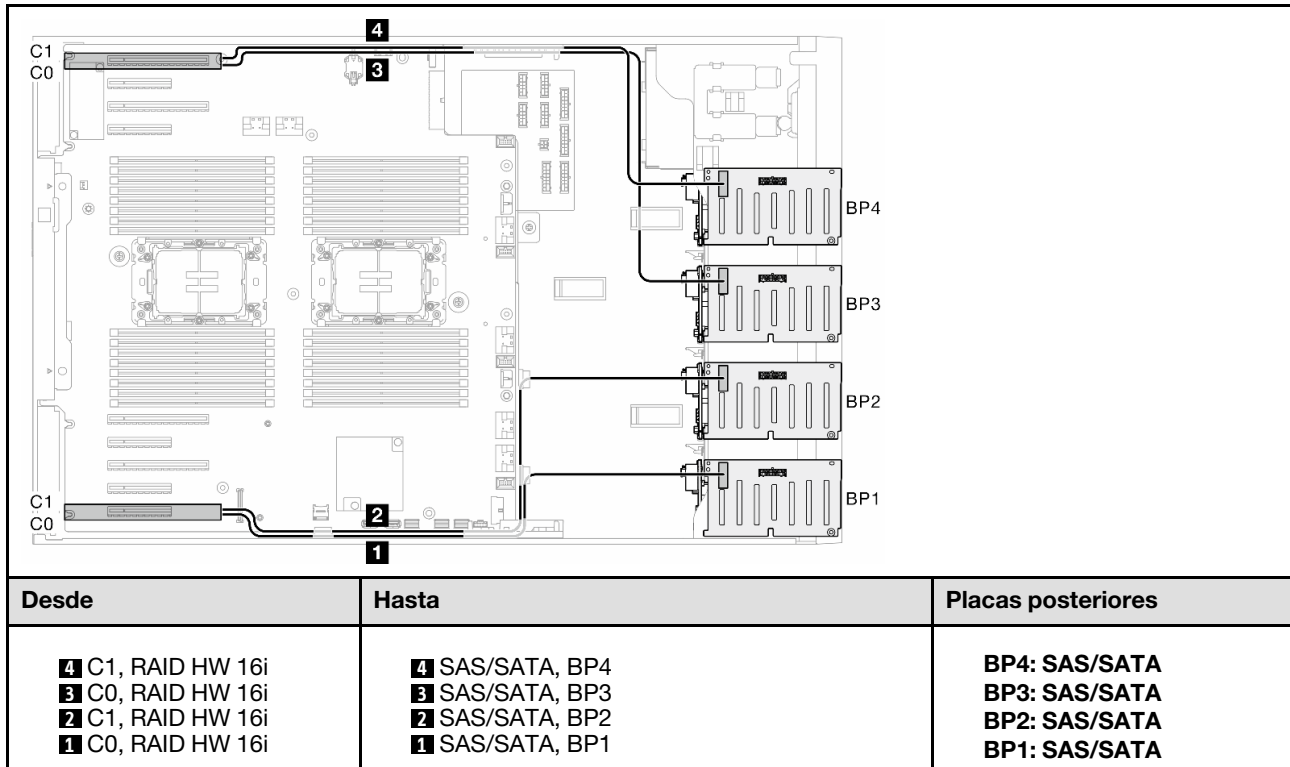 4
C1
C0
3
BP4
BP3
BP2
BP1
C1
C0
2
1
Desde Hasta Placas posteriores
4 C1, RAID HW 16i 4 SAS/SATA, BP4 BP4: SAS/SATA
3 C0, RAID HW 16i 3 SAS/SATA, BP3 BP3: SAS/SATA
2 C1, RAID HW 16i 2 SAS/SATA, BP2 BP2: SAS/SATA
1 C0, RAID HW 16i 1 SAS/SATA, BP1 BP1: SAS/SATA